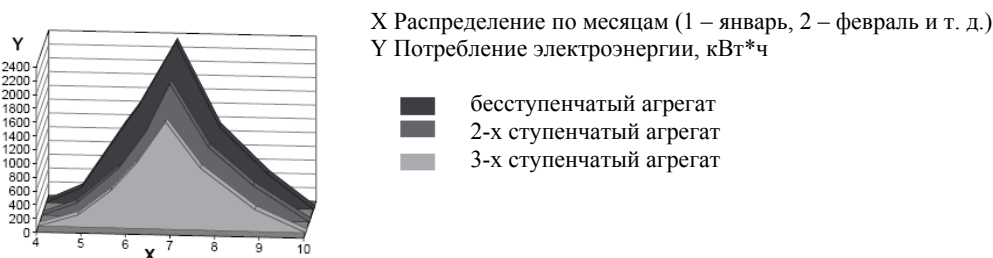 X Распределение по месяцам (1 – январь, 2 – февраль и т. д.)
Y Потребление электроэнергии, кВт*ч
Y
2400
2200
2000
1800
1600
1400
1200
1000
800
600
400
200
0
4 5 6 7 8 9 10
X
бесступенчатый агрегат
2-х ступенчатый агрегат
3-х ступенчатый агрегат